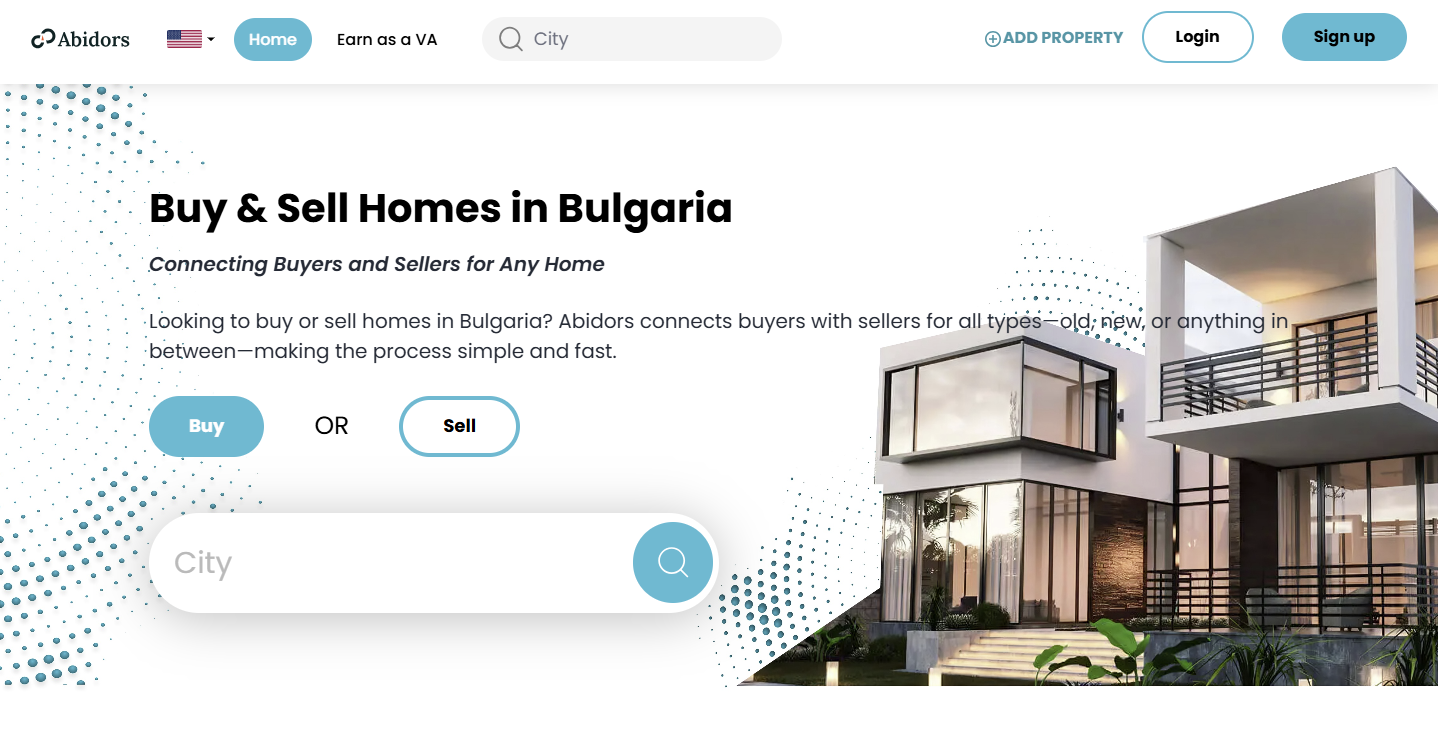 Abidors
Home
Earn as a VA
City
ADD PROPERTY
Login
Sign up
Buy & Sell Homes in Bulgaria
Connecting Buyers and Sellers for Any Home
Looking to buy or sell homes in Bulgaria? Abidors connects buyers with sellers for all types—old, new, or anything in
between—making the process simple and fast.
Buy
OR
Sell
City